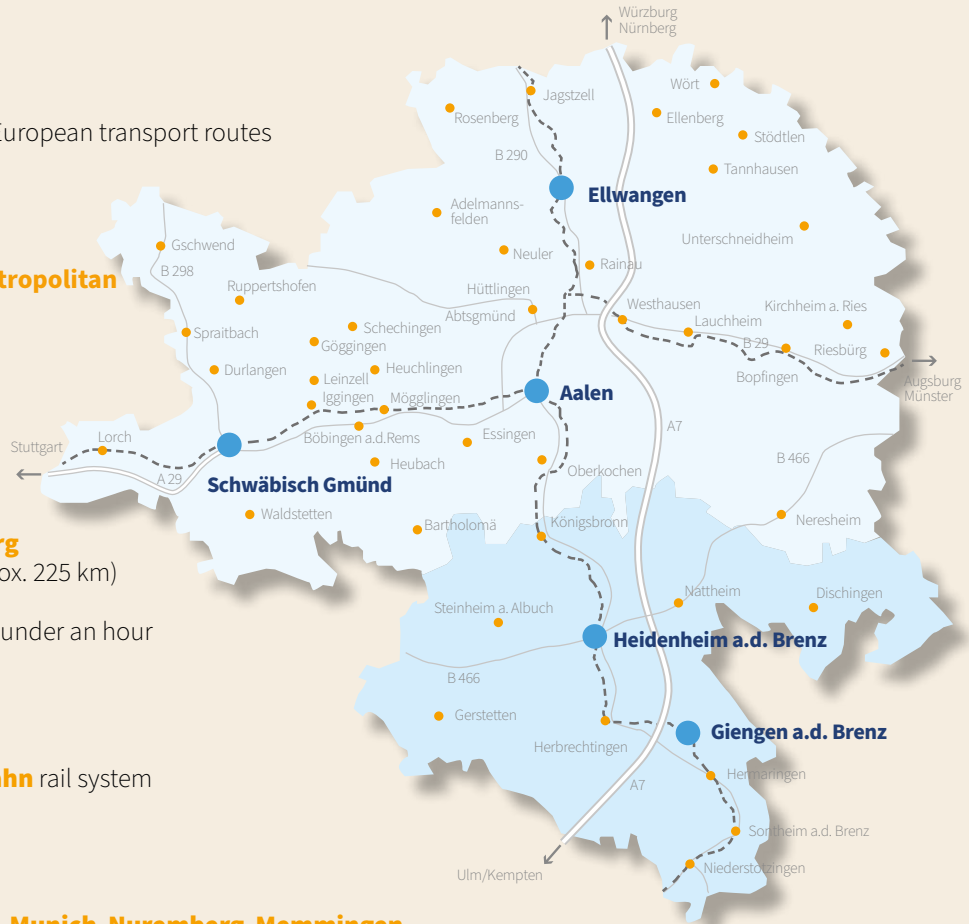 Würzburg
Nürnberg
Wört
Jagstzell
Rosenberg
Ellenberg
European transport routes
Stödtlen
B 290
Tannhausen
Ellwangen
Adelmanns-
felden
Unterschneidheim
Gschwend
Neuler
Rainau
B 298
tropolitan
Ruppertshofen
Hüttlingen
Abtsgmünd
Westhausen
Kirchheim a. Ries
Lauchheim
Schechingen
Spraitbach
Göggingen
B 29
Riesbürg
Durlangen
Heuchlingen
Leinzell
Bopfingen
Augsburg
Münster
Iggingen
Mögglingen
Aalen
A7
Stuttgart
Lorch
Böbingen a.d.Rems
Essingen
B 466
Heubach
Oberkochen
A 29
Schwäbisch Gmünd
Waldstetten
Bartholomä
Königsbronn
Neresheim
rg
ox. 225 km)
Nattheim
Dischingen
Steinheim a. Albuch
under an hour
Heidenheim a.d. Brenz
B 466
Gerstetten
Giengen a.d. Brenz
Herbrechtingen
ahn rail system
Hermaringen
A7
Sontheim a.d. Brenz
Ulm/Kempten
Niederstotzingen
Munich, Nuremberg, Memmingen